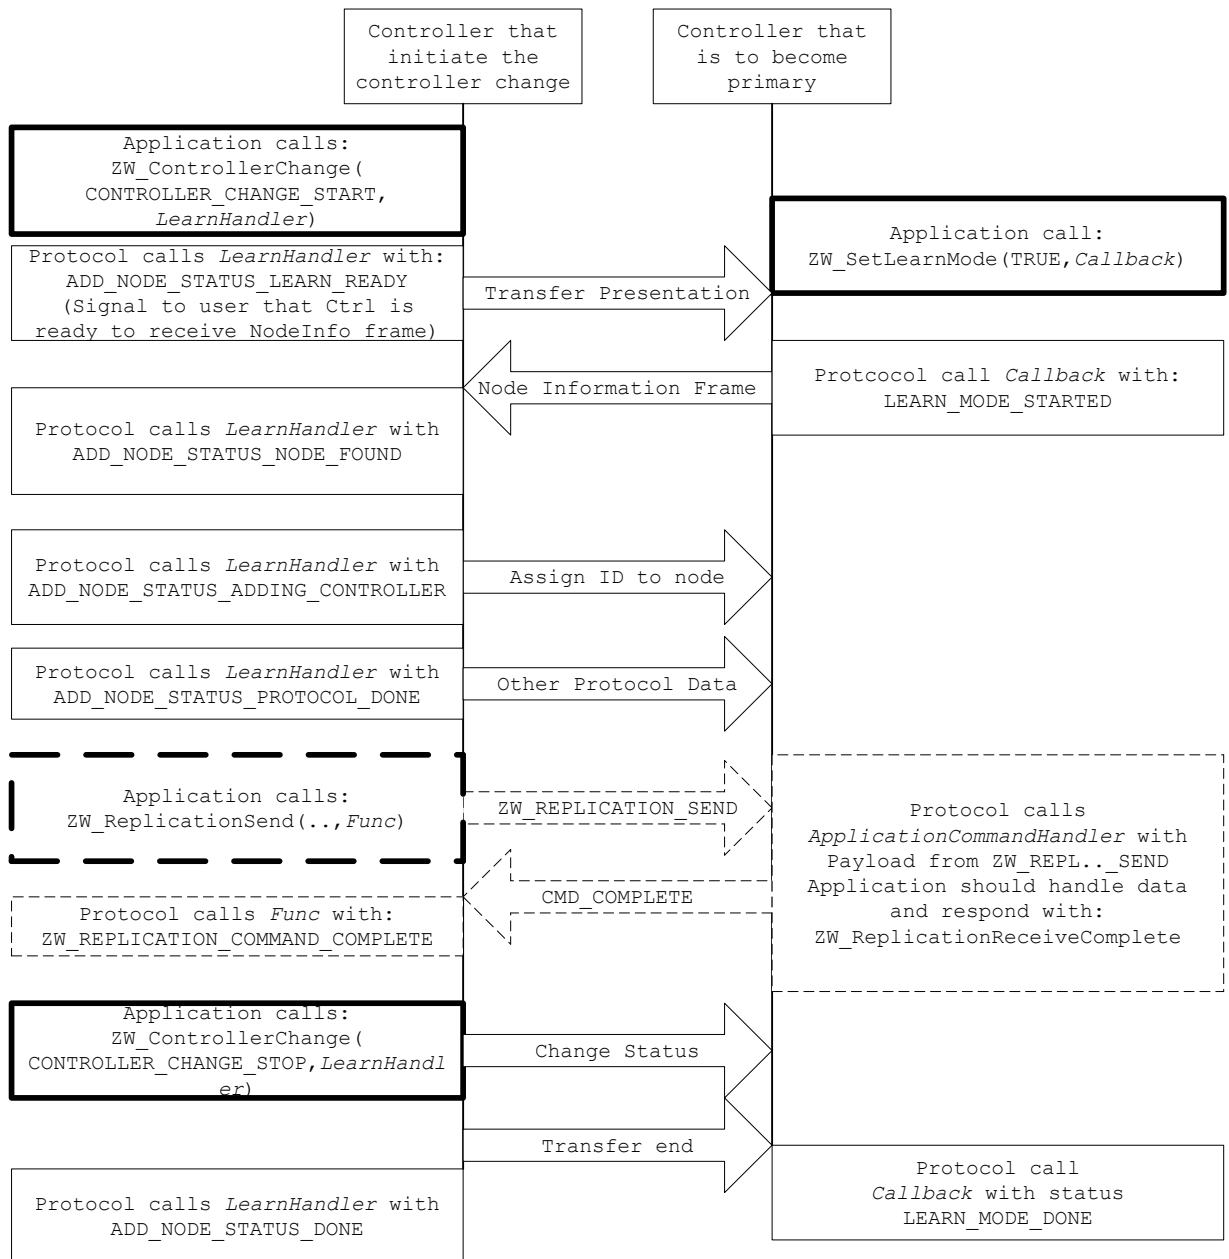 Controller that
initiate the
controller change
Controller that
is to become
primary
Application calls:
ZW_ControllerChange(
CONTROLLER_CHANGE_START,
LearnHandler)
Application call:
ZW_SetLearnMode(TRUE,Callback)
Protocol calls LearnHandler with:
ADD_NODE_STATUS_LEARN_READY
(Signal to user that Ctrl is
ready to receive NodeInfo frame)
Transfer Presentation
Node Information Frame
Protcocol call Callback with:
LEARN_MODE_STARTED
Protocol calls LearnHandler with
ADD_NODE_STATUS_NODE_FOUND
Protocol calls LearnHandler with
ADD_NODE_STATUS_ADDING_CONTROLLER
Assign ID to node
Protocol calls LearnHandler with
ADD_NODE_STATUS_PROTOCOL_DONE
Other Protocol Data
Application calls:
ZW_ReplicationSend(..,Func)
ZW_REPLICATION_SEND
Protocol calls
ApplicationCommandHandler with
Payload from ZW_REPL.._SEND
Application should handle data
and respond with:
ZW_ReplicationReceiveComplete
CMD_COMPLETE
Protocol calls Func with:
ZW_REPLICATION_COMMAND_COMPLETE
Application calls:
ZW_ControllerChange(
CONTROLLER_CHANGE_STOP,LearnHandl
er)
Change Status
Transfer end
Protocol call
Callback with status
LEARN_MODE_DONE
Protocol calls LearnHandler with
ADD_NODE_STATUS_DONE